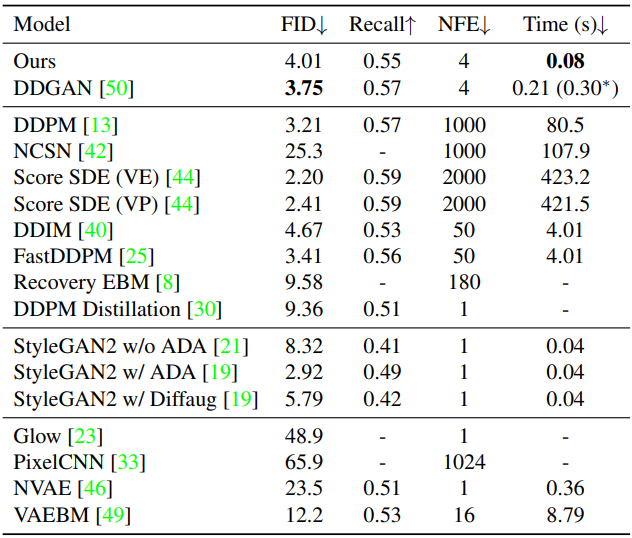 Model FID↓ Recall↑ NFE↓ Time (s)↓
Ours 4.01 0.55 4 0.08
DDGAN [50] 3.75 0.57 4 0.21 (0.30*)
DDPM [13] 3.21 0.57 1000 80.5
NCSN [42] 25.3 - 1000 107.9
Score SDE (VE) [44] 2.20 0.59 2000 423.2
Score SDE (VP) [44] 2.41 0.59 2000 421.5
DDIM [40] 4.67 0.53 50 4.01
FastDDPM [25] 3.41 0.56 50 4.01
Recovery EBM [8] 9.58 - 180 -
DDPM Distillation [30] 9.36 0.51 1 -
StyleGAN2 w/o ADA [21] 8.32 0.41 1 0.04
StyleGAN2 w/ ADA [19] 2.92 0.49 1 0.04
StyleGAN2 w/ Diffaug [19] 5.79 0.42 1 0.04
Glow [23] 48.9 - 1 -
PixelCNN [33] 65.9 - 1024 -
NVAE [46] 23.5 0.51 1 0.36
VAEBM [49] 12.2 0.53 16 8.79